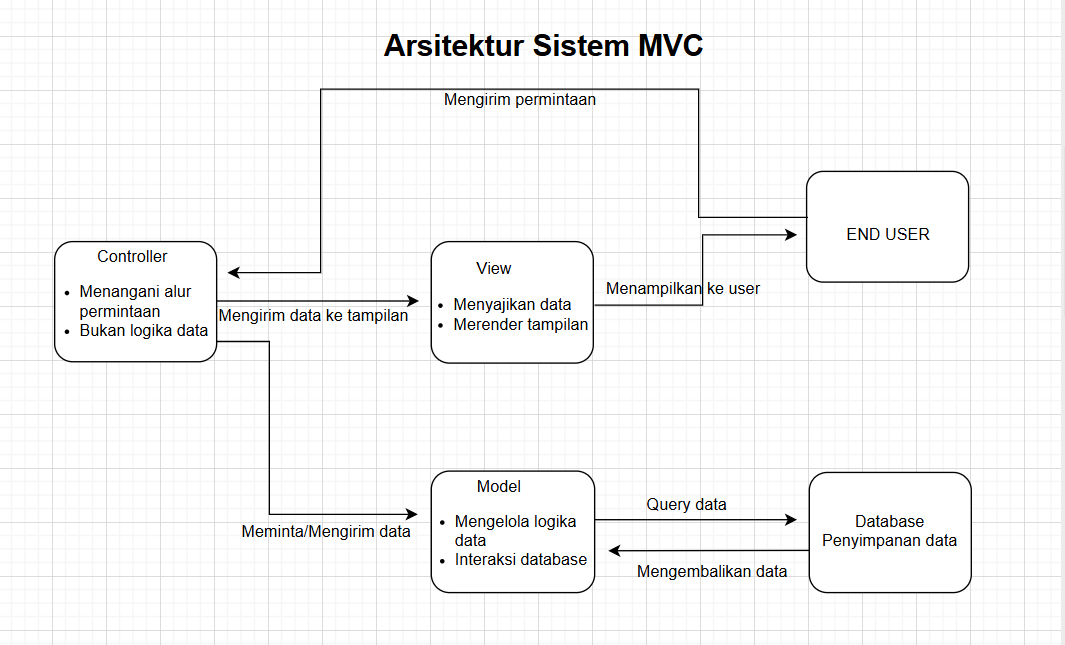 Arsitektur Sistem MVC
Mengirim permintaan
END USER
Controller
• Menangani alur
permintaan
• Bukan logika data
Mengirim data ke tampilan
View
• Menyajikan data
• Merender tampilan
Menampilkan ke user
Meminta/Mengirim data
Model
• Mengelola logika
data
• Interaksi database
Query data
Mengembalikan data
Database
Penyimpanan data